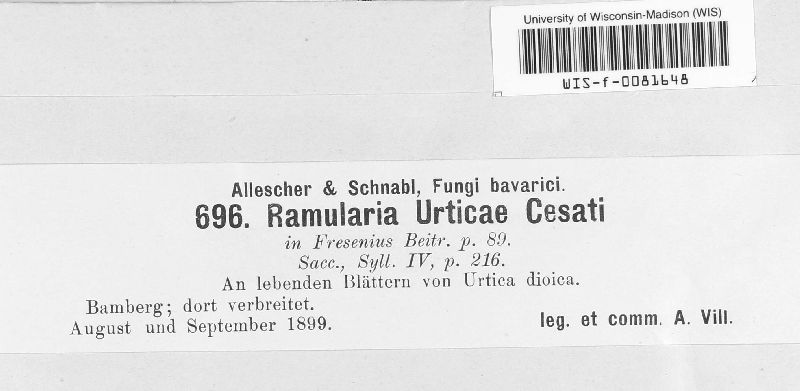 University of Wisconsin-Madison (WIS)
WIS-f-0081648
Allescher & Schnabl, Fungi bavarici.
696. Ramularia Urticae Cesati
in Fresenius Beitr. p. 89.
Sacc., Syll. IV, p. 216.
An lebenden Blättern von Urtica dioica.
Bamberg; dort verbreitet.
August und September 1899.
leg. et comm. A. Vill.